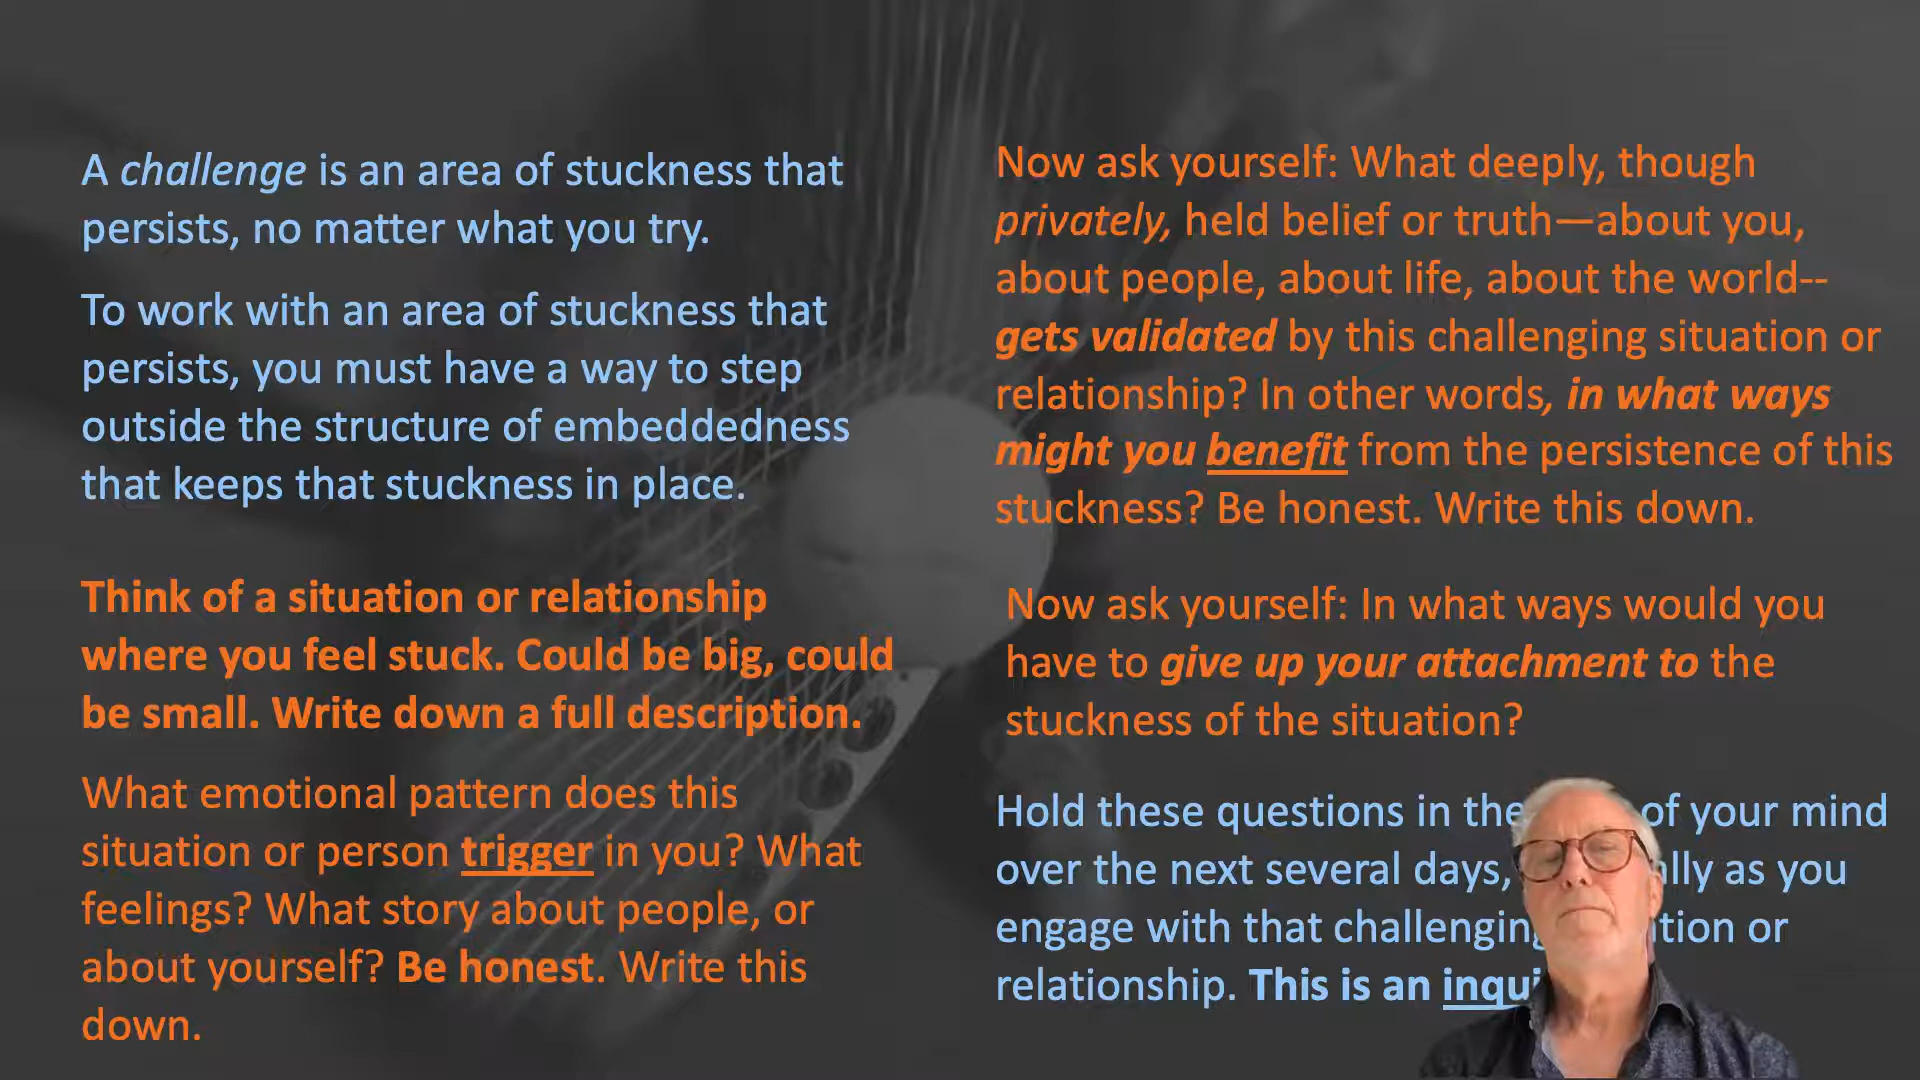 A challenge is an area of stuckness that
persists, no matter what you try.
To work with an area of stuckness that
persists, you must have a way to step
outside the structure of embeddedness
that keeps that stuckness in place.
Think of a situation or relationship
where you feel stuck. Could be big, could
be small. Write down a full description.
What emotional pattern does this
situation or person trigger in you? What
feelings? What story about people, or
about yourself? Be honest. Write this
down.
Now ask yourself: What deeply, though
privately, held belief or truth—about you,
about people, about life, about the world--
gets validated by this challenging situation or
relationship? In other words, in what ways
might you benefit from the persistence of this
stuckness? Be honest. Write this down.
Now ask yourself: In what ways would you
have to give up your attachment to the
stuckness of the situation?
Hold these questions in the of your mind
over the next several days, as you
engage with that challenging or
relationship. This is an